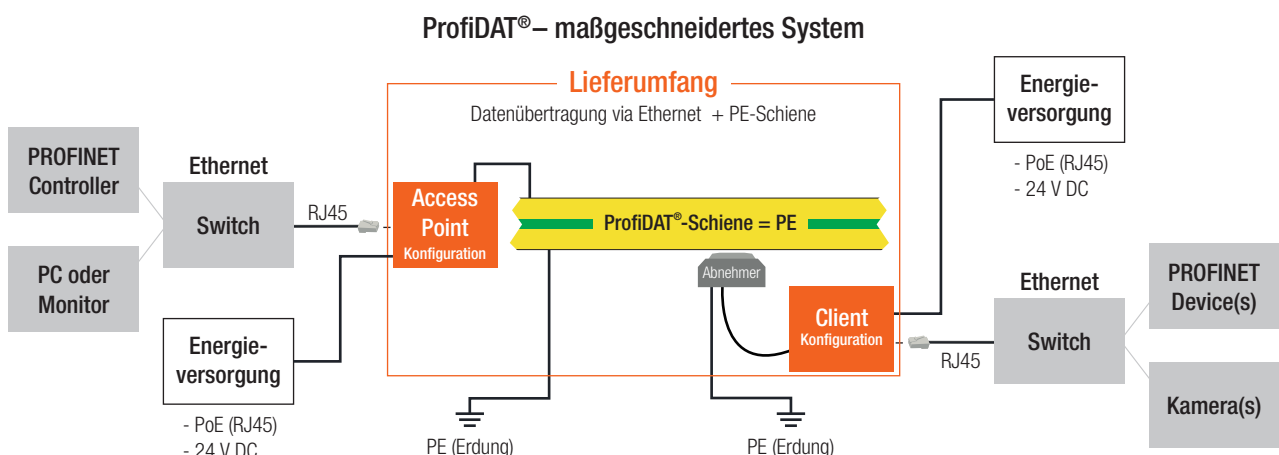 ProfiDAT® – maßgeschneidertes System
Lieferumfang
Datenübertragung via Ethernet + PE-Schiene
PROFINET
Controller
PC oder
Monitor
Ethernet
Switch
RJ45
Access
Point
Konfiguration
Energie-
versorgung
- PoE (RJ45)
- 24 V DC
ProfiDAT®-Schiene = PE
Abnehmer
Client
Konfiguration
PE (Erdung)
PE (Erdung)
Energie-
versorgung
- PoE (RJ45)
- 24 V DC
RJ45
Ethernet
Switch
PROFINET
Device(s)
Kamera(s)